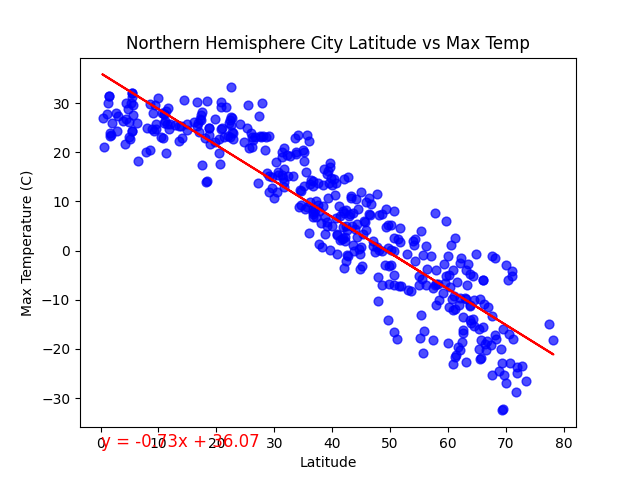 Northern Hemisphere City Latitude vs Max Temp
Max Temperature (C)
30
20
10
0
−10
−20
−30
0 10 20 30 40 50 60 70 80
y = -0.73x + 36.07
Latitude